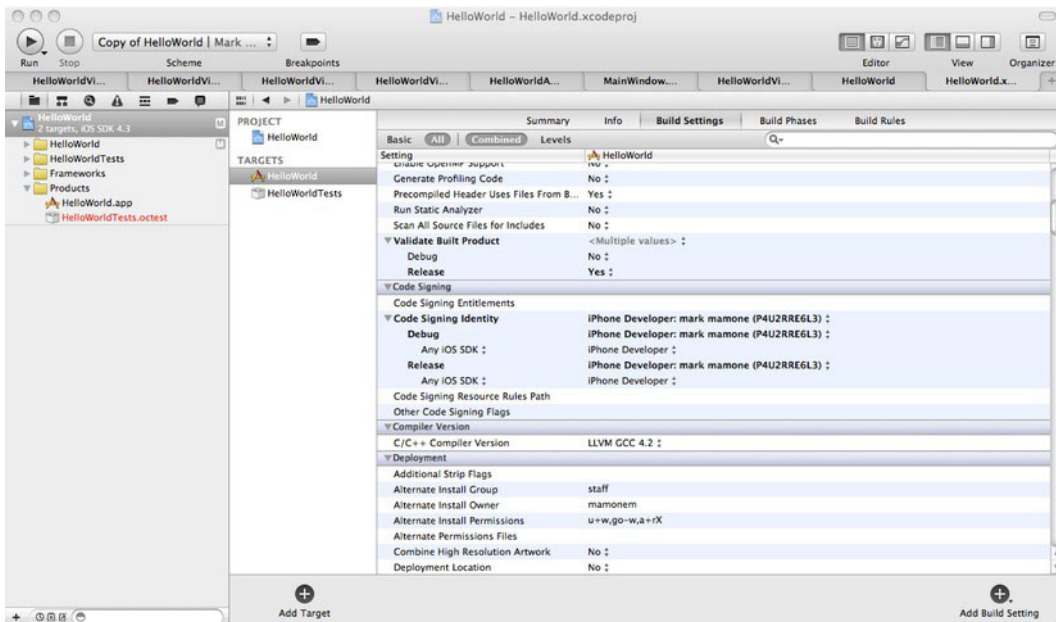 HelloWorld – HelloWorld.xcodeproj
Copy of HelloWorld | Mark ...
Run Stop Scheme Breakpoints Editor View Organizer
HelloWorldVi... HelloWorldVi... HelloWorldVi... HelloWorldVi... HelloWorldA... MainWindow.... HelloWorldVi... HelloWorld HelloWorld.x...
HelloWorld
HelloWorld
2 targets, iOS SDK 4.3
M
HelloWorld
M
HelloWorldTests
Frameworks
Products
HelloWorld.app
HelloWorldTests.octest
PROJECT
HelloWorld
TARGETS
HelloWorld
HelloWorldTests
Summary Info Build Settings Build Phases Build Rules
Basic All Combined Levels
Setting HelloWorld
Enable OpenMP Support No
Generate Profiling Code No
Precompiled Header Uses Files From B... Yes
Run Static Analyzer No
Scan All Source Files for Includes No
Validate Built Product <Multiple values>
Debug No
Release Yes
Code Signing
Code Signing Entitlements
Code Signing Identity iPhone Developer: mark mamone (P4U2RRE6L3)
Debug iPhone Developer: mark mamone (P4U2RRE6L3)
Any iOS SDK iPhone Developer
Release iPhone Developer: mark mamone (P4U2RRE6L3)
Any iOS SDK iPhone Developer
Code Signing Resource Rules Path
Other Code Signing Flags
Compiler Version
C/C++ Compiler Version LLVM GCC 4.2
Deployment
Additional Strip Flags
Alternate Install Group staff
Alternate Install Owner mamonem
Alternate Install Permissions u+w,go-w,a+rX
Alternate Permissions Files
Combine High Resolution Artwork No
Deployment Location No
Add Target Add Build Setting